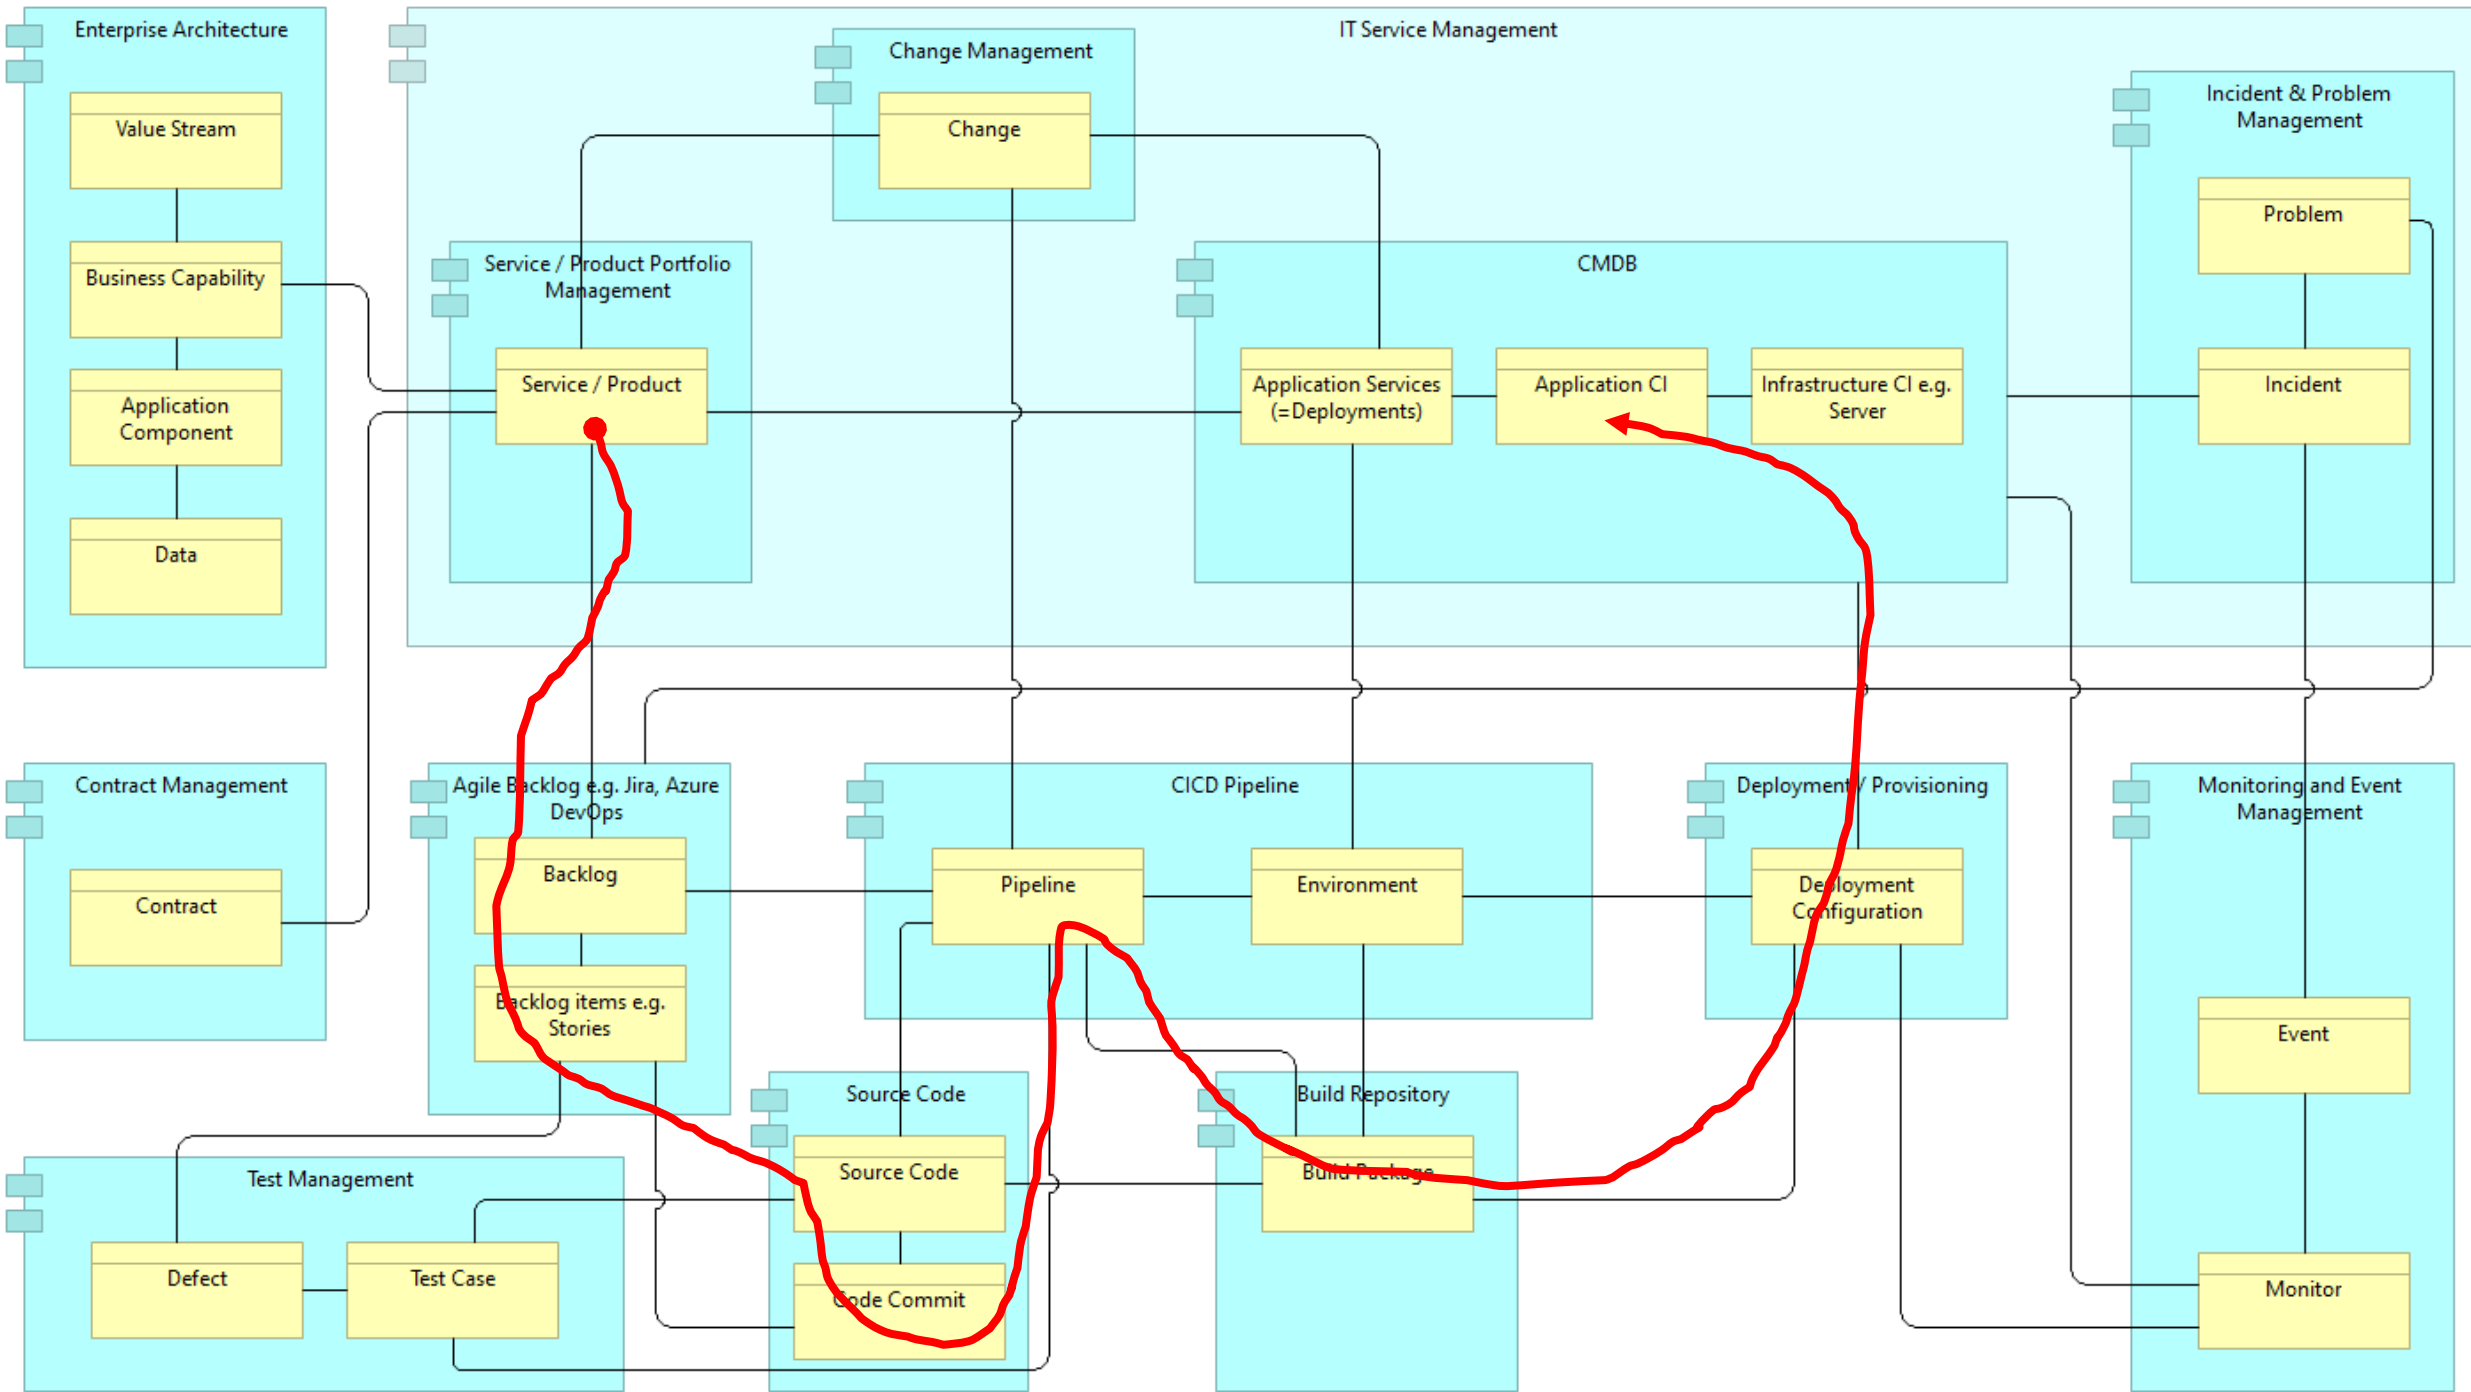 Enterprise Architecture
Value Stream
Business Capability
Application
Component
Data
IT Service Management
Change Management
Change
Service / Product Portfolio
Management
Service / Product
CMDB
Application Services
(=Deployments)
Application CI
Infrastructure CI e.g.
Server
Incident & Problem
Management
Problem
Incident
Contract Management
Contract
Agile Backlog e.g. Jira, Azure
DevOps
Backlog
Backlog items e.g.
Stories
CICD Pipeline
Pipeline
Environment
Deployment / Provisioning
Deployment
Configuration
Monitoring and Event
Management
Event
Monitor
Test Management
Defect
Test Case
Source Code
Source Code
Code Commit
Build Repository
Build Package